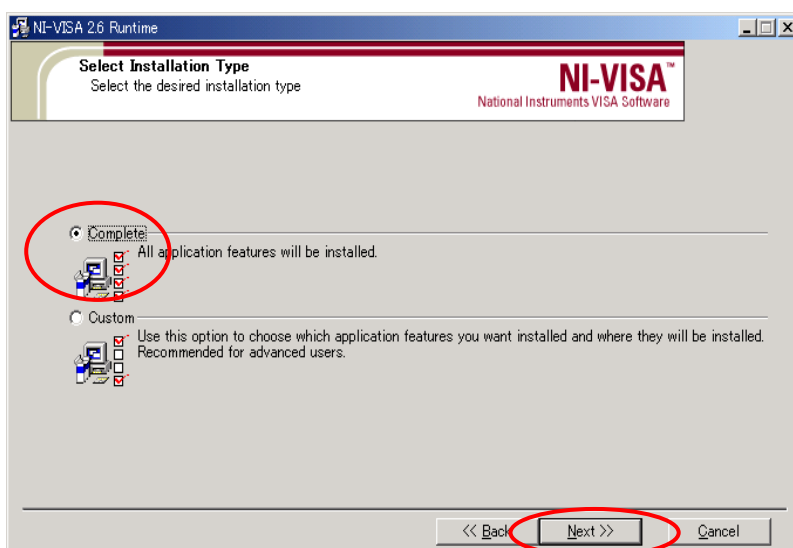 NI-VISA 2.6 Runtime
Select Installation Type
Select the desired installation type
NI-VISA™
National Instruments VISA Software
Complete
All application features will be installed.
Custom
Use this option to choose which application features you want installed and where they will be installed.
Recommended for advanced users.
<< Back
Next >>
Cancel